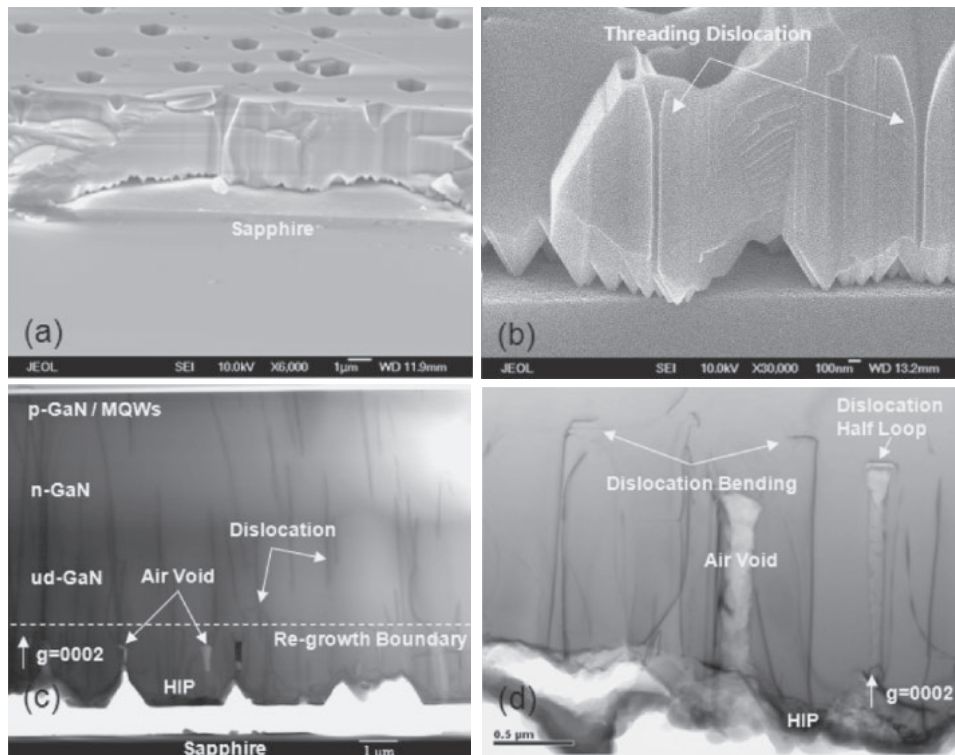 Sapphire
(a)
JEOL SEI 10.0kV X6,000 1μm WD 11.9mm
Threading Dislocation
(b)
JEOL SEI 10.0kV X30,000 100nm WD 13.2mm
p-GaN / MQWs
n-GaN
Dislocation
Air Void
ud-GaN
Re-growth Boundary
g=0002
HIP
(c)
Sapphire
1 μm
Dislocation
Half Loop
Dislocation Bending
Air Void
g=0002
(d)
HIP
0.5 μm